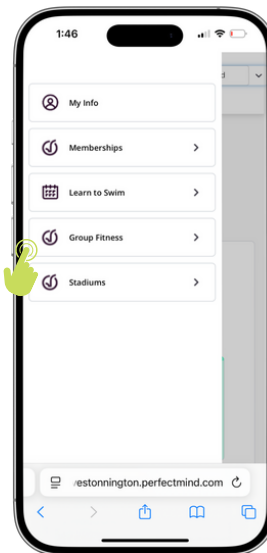 1:46
My Info
Memberships
Learn to Swim
Group Fitness
Stadiums
estonnington.perfectmind.com